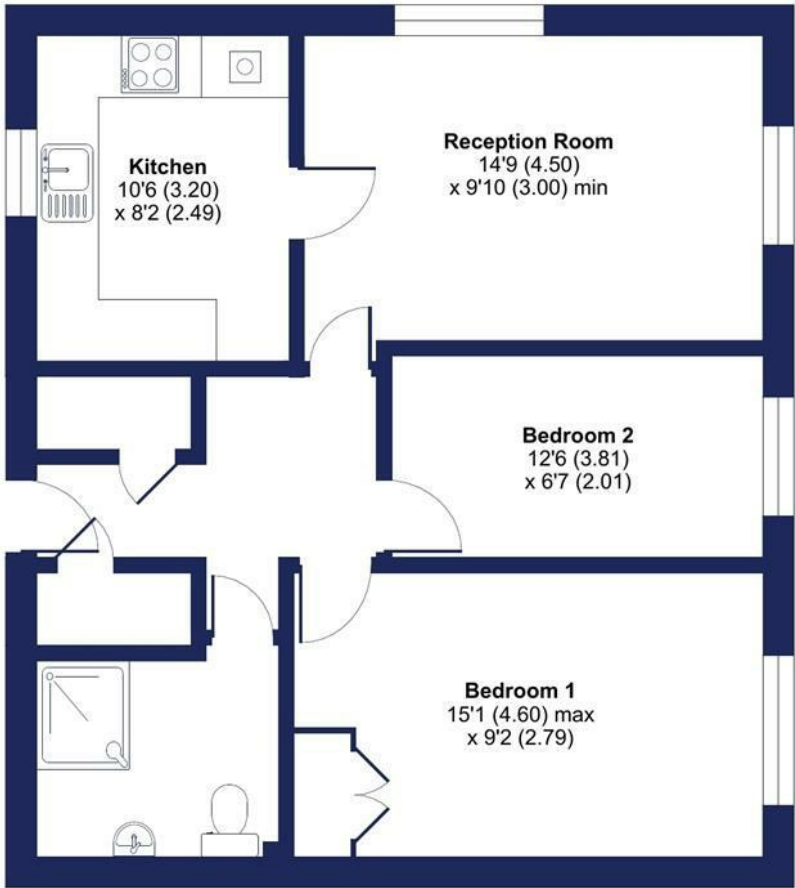 Kitchen
10'6 (3.20)
x 8'2 (2.49)
Reception Room
14'9 (4.50)
x 9'10 (3.00) min
Bedroom 2
12'6 (3.81)
x 6'7 (2.01)
Bedroom 1
15'1 (4.60) max
x 9'2 (2.79)